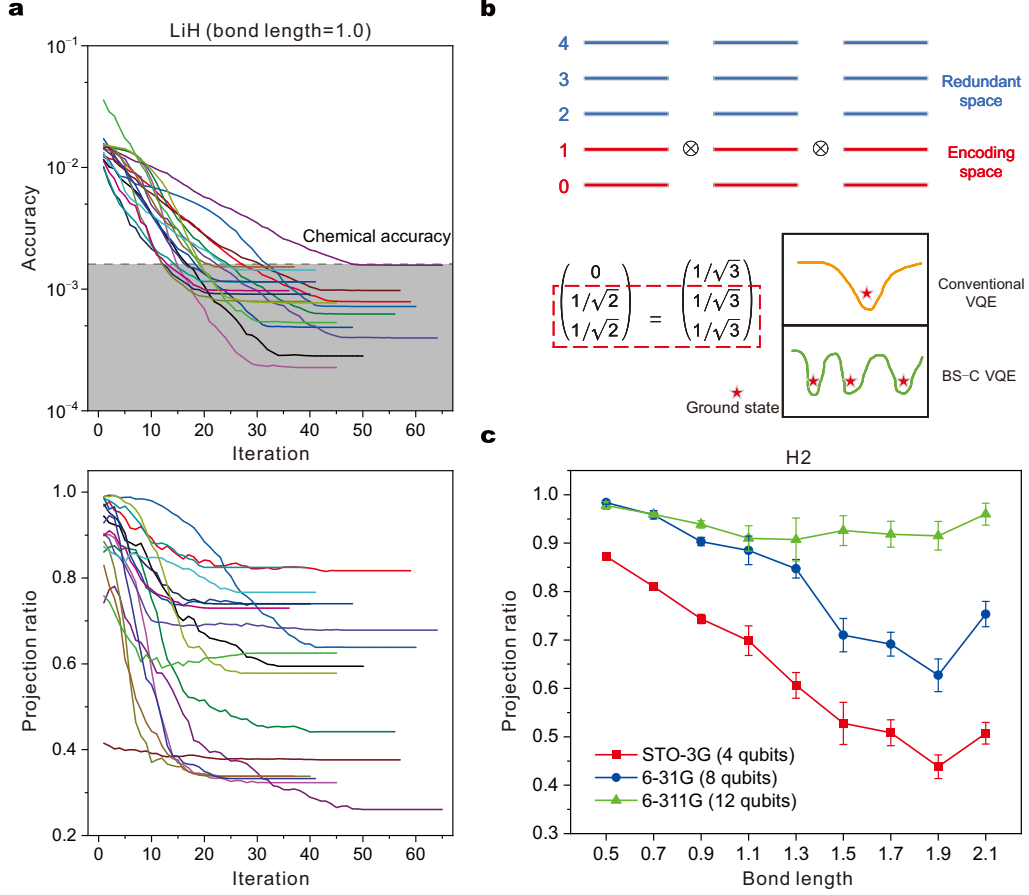 a
LiH (bond length=1.0)
10⁻¹
10⁻²
10⁻³
10⁻⁴
Accuracy
Chemical accuracy
0 10 20 30 40 50 60
Iteration
1.0
0.8
0.6
0.4
0.2
Projection ratio
0 10 20 30 40 50 60
Iteration
b
4
3
2
1
0
Redundant
space
Encoding
space
⊗ ⊗
0 1/√3
1/√2 = 1/√3
1/√2 1/√3
Ground state
Conventional
VQE
BS-C VQE
c
H2
1.0
0.9
0.8
0.7
0.6
0.5
0.4
0.3
Projection ratio
STO-3G (4 qubits)
6-31G (8 qubits)
6-311G (12 qubits)
0.5 0.7 0.9 1.1 1.3 1.5 1.7 1.9 2.1
Bond length